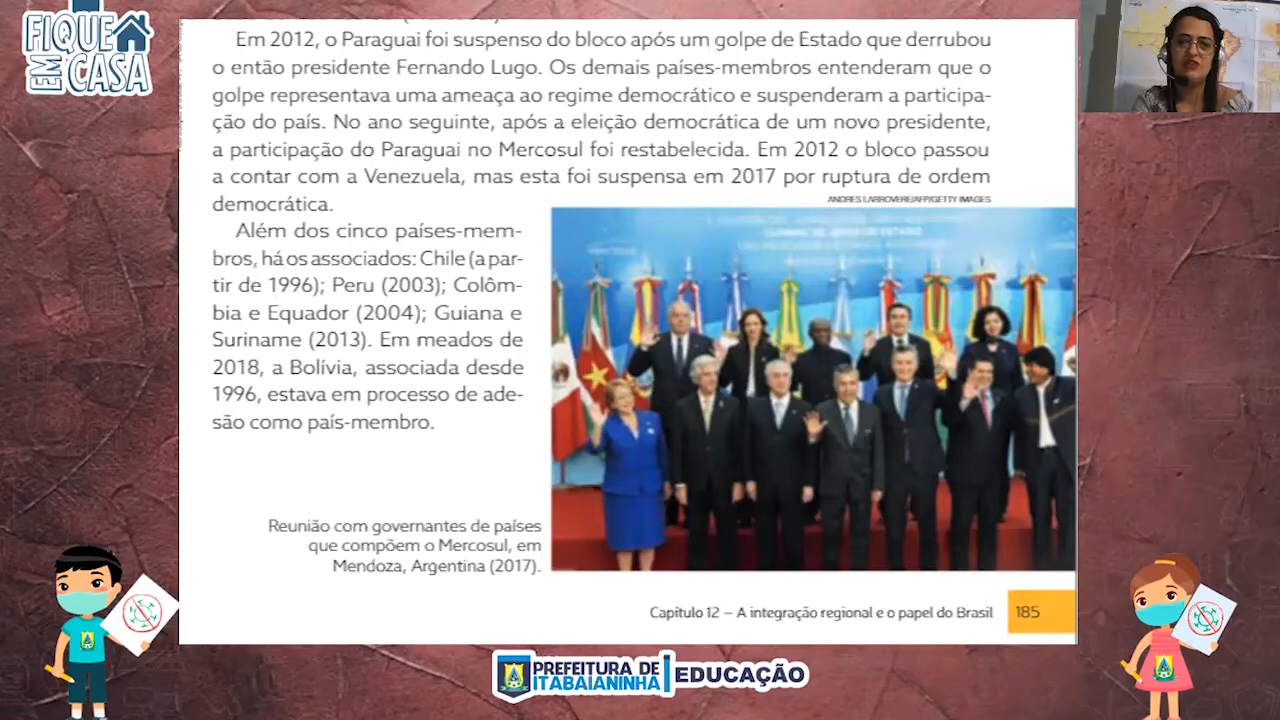 FIQUE
EM CASA
Em 2012, o Paraguai foi suspenso do bloco após um golpe de Estado que derrubou
o então presidente Fernando Lugo. Os demais países-membros entenderam que o
golpe representava uma ameaça ao regime democrático e suspenderam a participa-
ção do país. No ano seguinte, após a eleição democrática de um novo presidente,
a participação do Paraguai no Mercosul foi restabelecida. Em 2012 o bloco passou
a contar com a Venezuela, mas esta foi suspensa em 2017 por ruptura de ordem
democrática.
ANDRES LARROVERE/AFP/GETTY IMAGES
Além dos cinco países-mem-
bros, há os associados: Chile (a par-
tir de 1996); Peru (2003); Colôm-
bia e Equador (2004); Guiana e
Suriname (2013). Em meados de
2018, a Bolívia, associada desde
1996, estava em processo de ade-
são como país-membro.
Reunião com governantes de países
que compõem o Mercosul, em
Mendoza, Argentina (2017).
Capítulo 12 – A integração regional e o papel do Brasil
185
PREFEITURA DE
ITABAIANINHA
EDUCAÇÃO